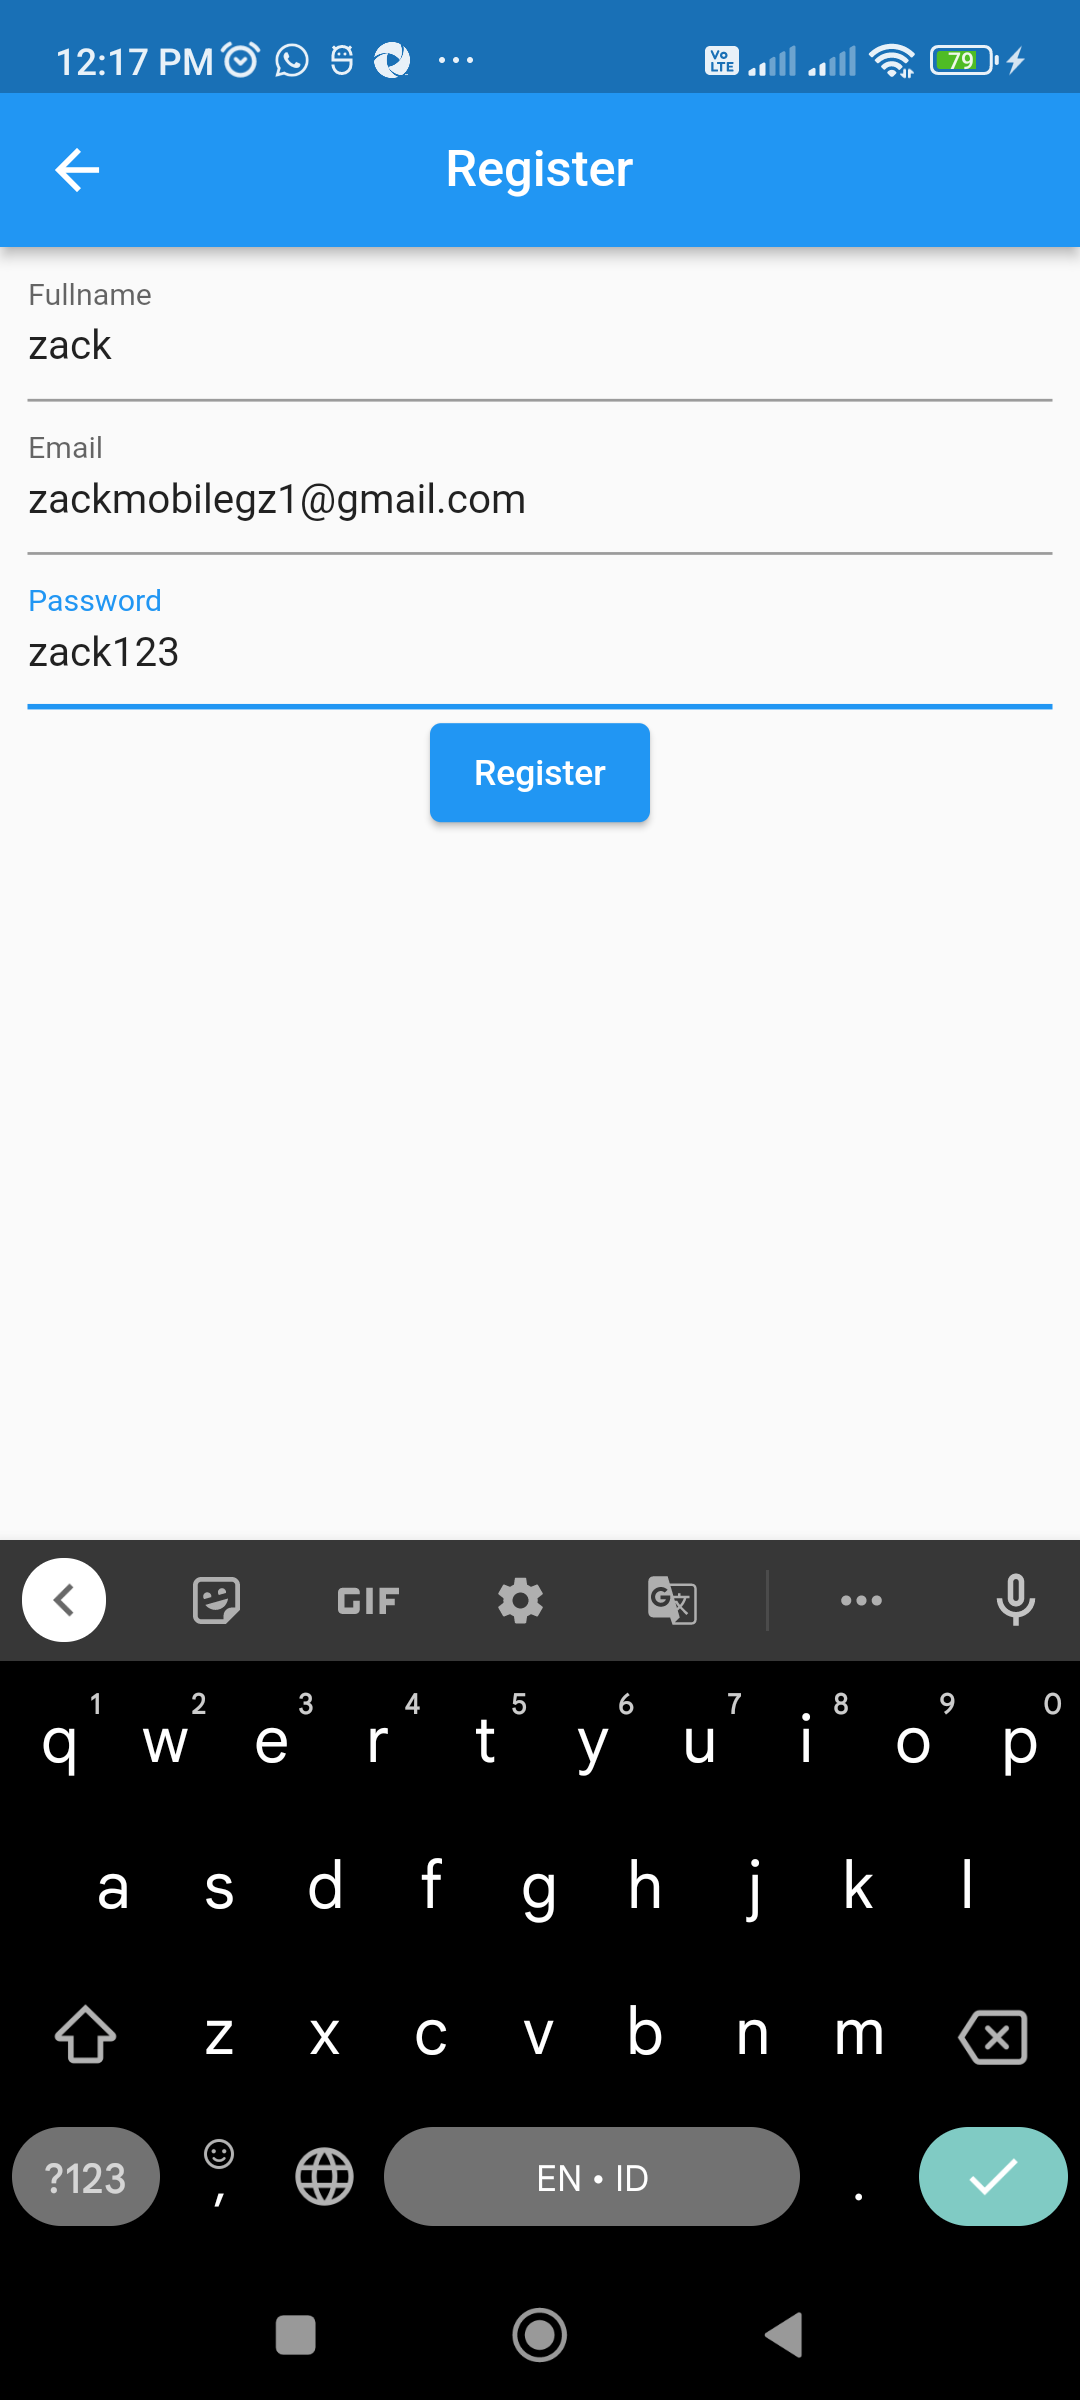 12:17 PM
Vo LTE
79
Register
Fullname
zack
Email
zackmobilegz1@gmail.com
Password
zack123
Register
GIF
G 文
1 2 3 4 5 6 7 8 9 0
q w e r t y u i o p
a s d f g h j k l
z x c v b n m
?123 , EN • ID .